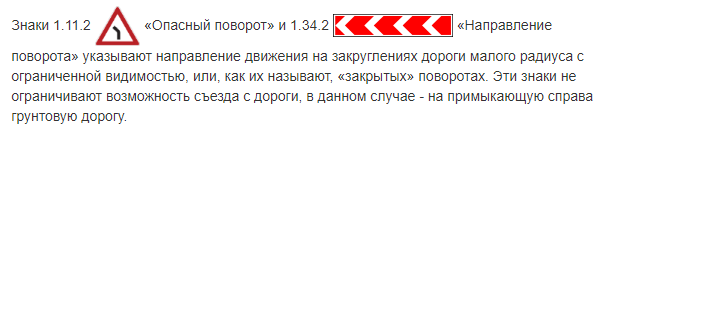 Знаки 1.11.2 «Опасный поворот» и 1.34.2 «Направление
поворота» указывают направление движения на закруглениях дороги малого радиуса с
ограниченной видимостью, или, как их называют, «закрытых» поворотах. Эти знаки не
ограничивают возможность съезда с дороги, в данном случае - на примыкающую справа
грунтовую дорогу.